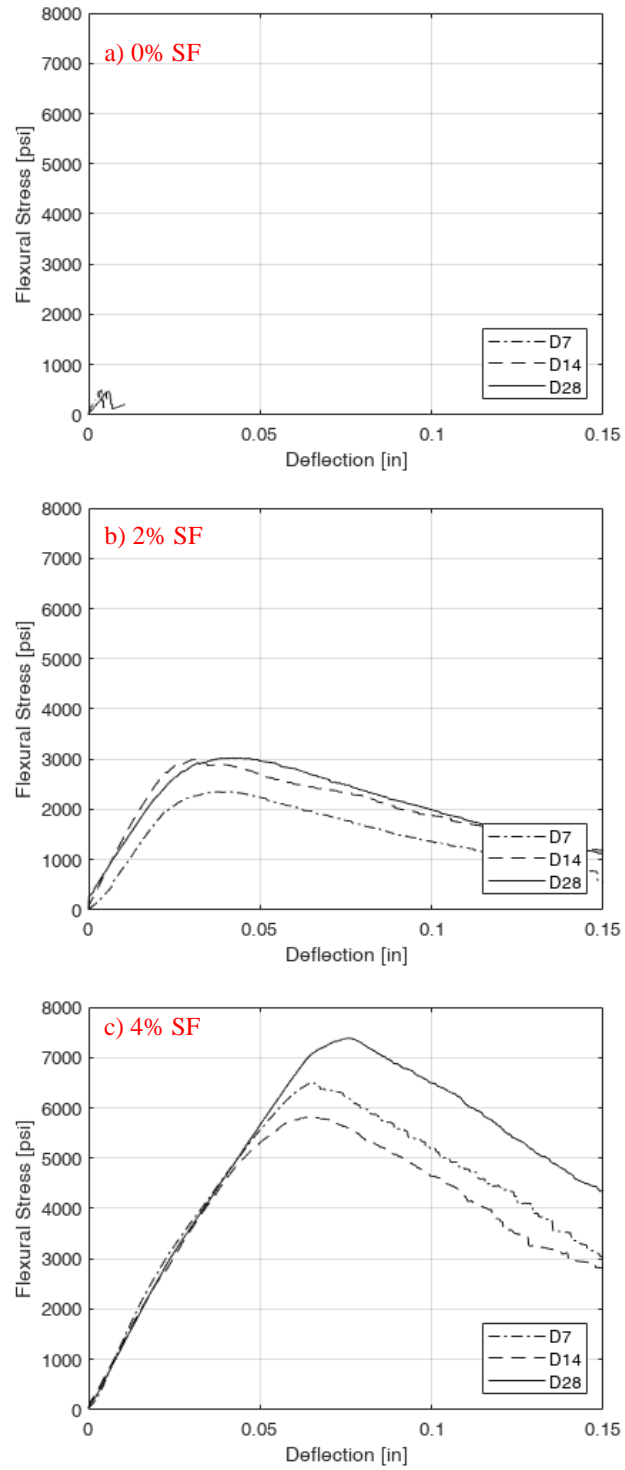 8000
a) 0% SF
7000
6000
5000
4000
3000
2000
1000
0
Flexural Stress [psi]
D7
D14
D28
0 0.05 0.1 0.15
Deflection [in]
8000
b) 2% SF
7000
6000
5000
4000
3000
2000
1000
0
Flexural Stress [psi]
D7
D14
D28
0 0.05 0.1 0.15
Deflection [in]
8000
c) 4% SF
7000
6000
5000
4000
3000
2000
1000
0
Flexural Stress [psi]
D7
D14
D28
0 0.05 0.1 0.15
Deflection [in]